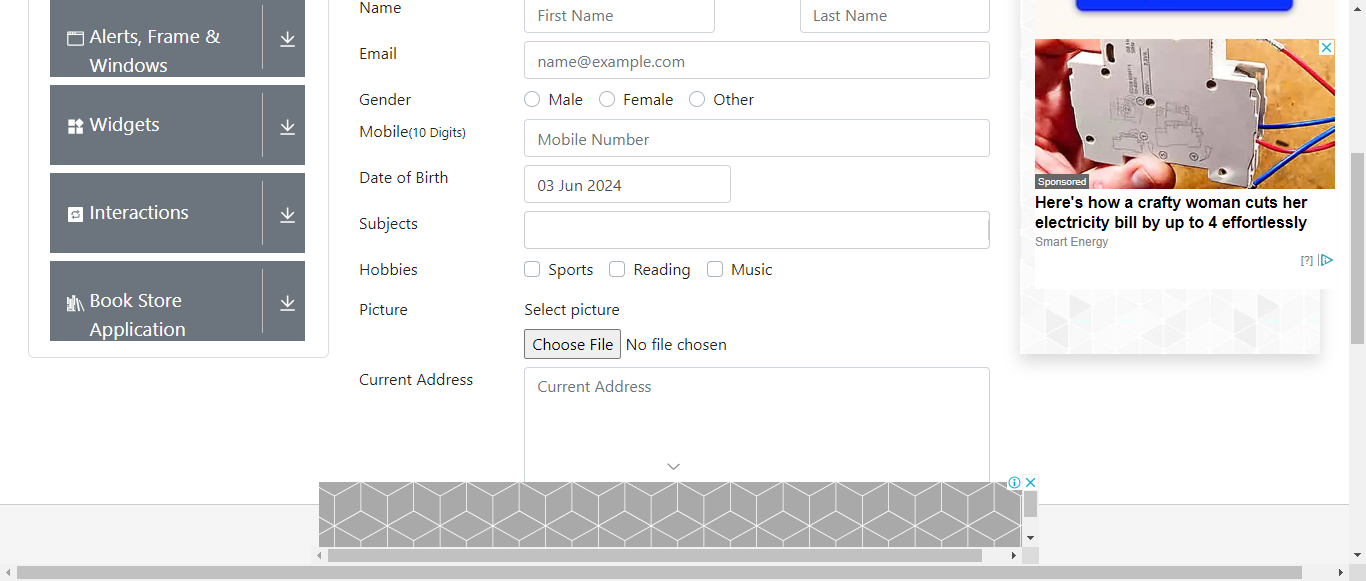 Alerts, Frame &
Windows
Widgets
Interactions
Book Store
Application
Name
First Name
Last Name
Email
name@example.com
Gender
Male
Female
Other
Mobile(10 Digits)
Mobile Number
Date of Birth
03 Jun 2024
Subjects
Hobbies
Sports
Reading
Music
Picture
Select picture
Choose File
No file chosen
Current Address
Current Address
Sponsored
Here's how a crafty woman cuts her
electricity bill by up to 4 effortlessly
Smart Energy
[?]